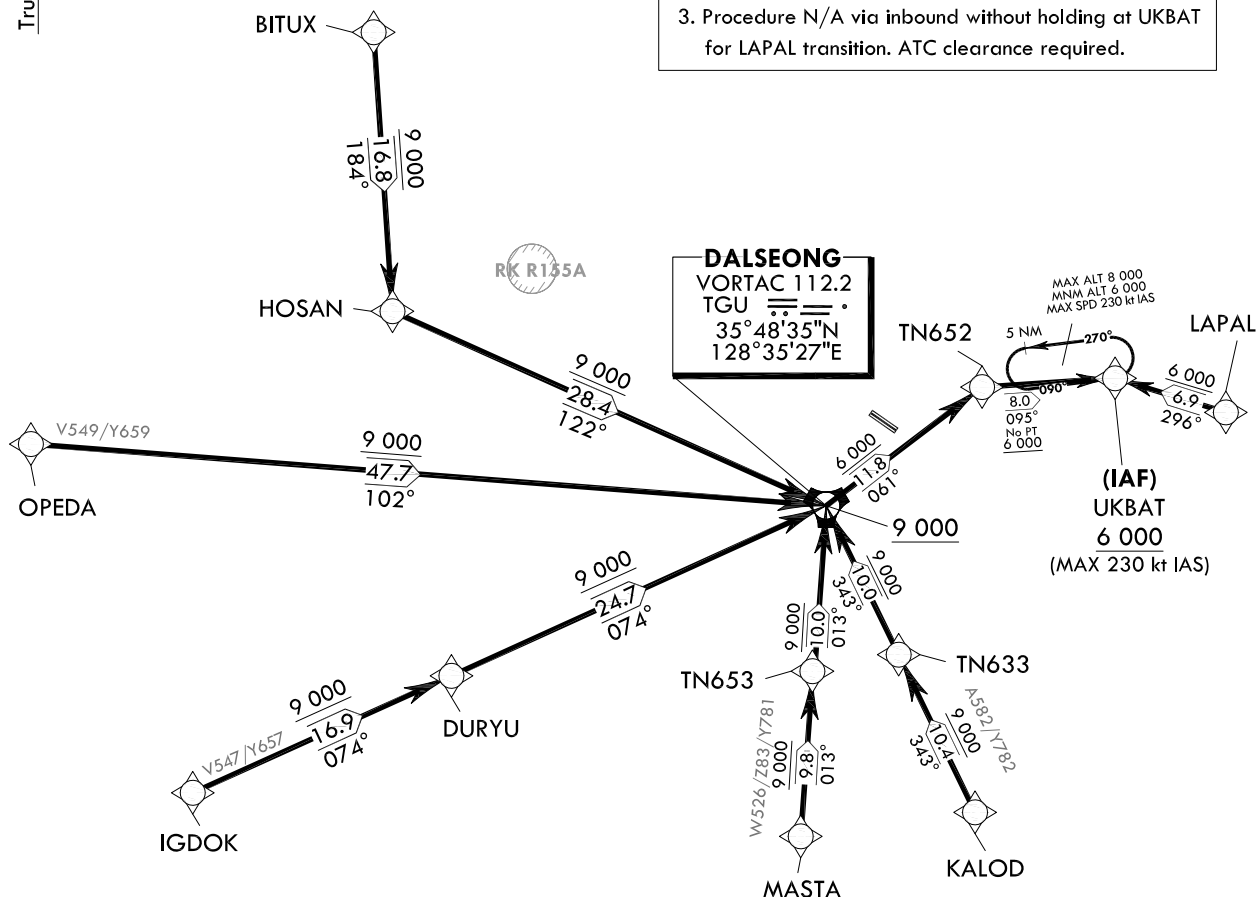 Tru
3. Procedure N/A via inbound without holding at UKBAT
for LAPAL transition. ATC clearance required.
BITUX
9 000
16.8
184°
RK R155A
HOSAN
DALSEONG
VORTAC 112.2
TGU
35°48'35"N
128°35'27"E
MAX ALT 8 000
MNM ALT 6 000
MAX SPD 230 kt IAS
5 NM
270°
090°
LAPAL
TN652
6 000
6.9
296°
8.0
095°
No PT
6 000
9 000
28.4
122°
V549/Y659
9 000
47.7
102°
OPEDA
6 000
11.8
061°
(IAF)
UKBAT
6 000
(MAX 230 kt IAS)
9 000
9 000
24.7
074°
9 000
10.0
013°
9 000
10.0
343°
TN653
TN633
DURYU
9 000
16.9
074°
V547/Y657
IGDOK
W526/Z83/Y781
9 000
9.8
013°
A582/Y782
9 000
10.4
343°
MASTA
KALOD